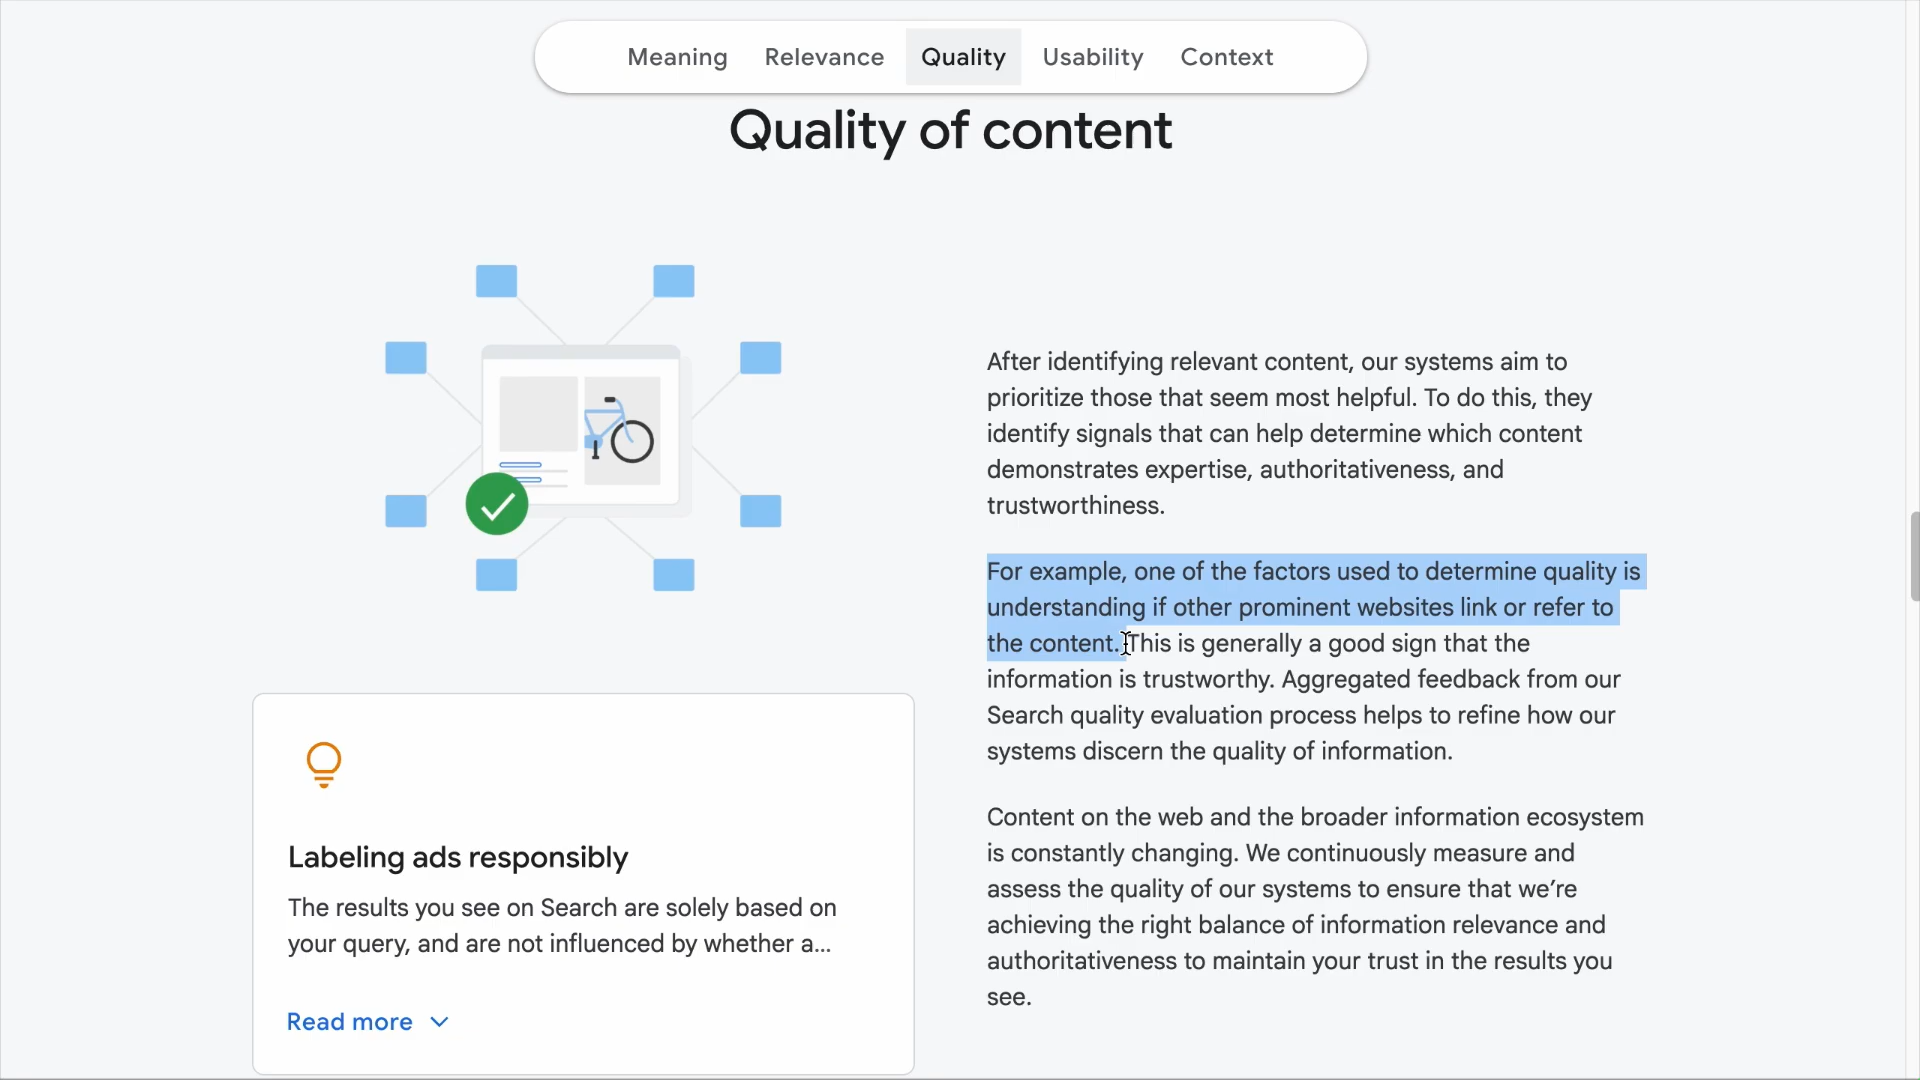 Meaning Relevance Quality Usability Context
Quality of content
After identifying relevant content, our systems aim to
prioritize those that seem most helpful. To do this, they
identify signals that can help determine which content
demonstrates expertise, authoritativeness, and
trustworthiness.
For example, one of the factors used to determine quality is
understanding if other prominent websites link or refer to
the content. This is generally a good sign that the
information is trustworthy. Aggregated feedback from our
Search quality evaluation process helps to refine how our
systems discern the quality of information.
Content on the web and the broader information ecosystem
is constantly changing. We continuously measure and
assess the quality of our systems to ensure that we’re
achieving the right balance of information relevance and
authoritativeness to maintain your trust in the results you
see.
Labeling ads responsibly
The results you see on Search are solely based on
your query, and are not influenced by whether a...
Read more